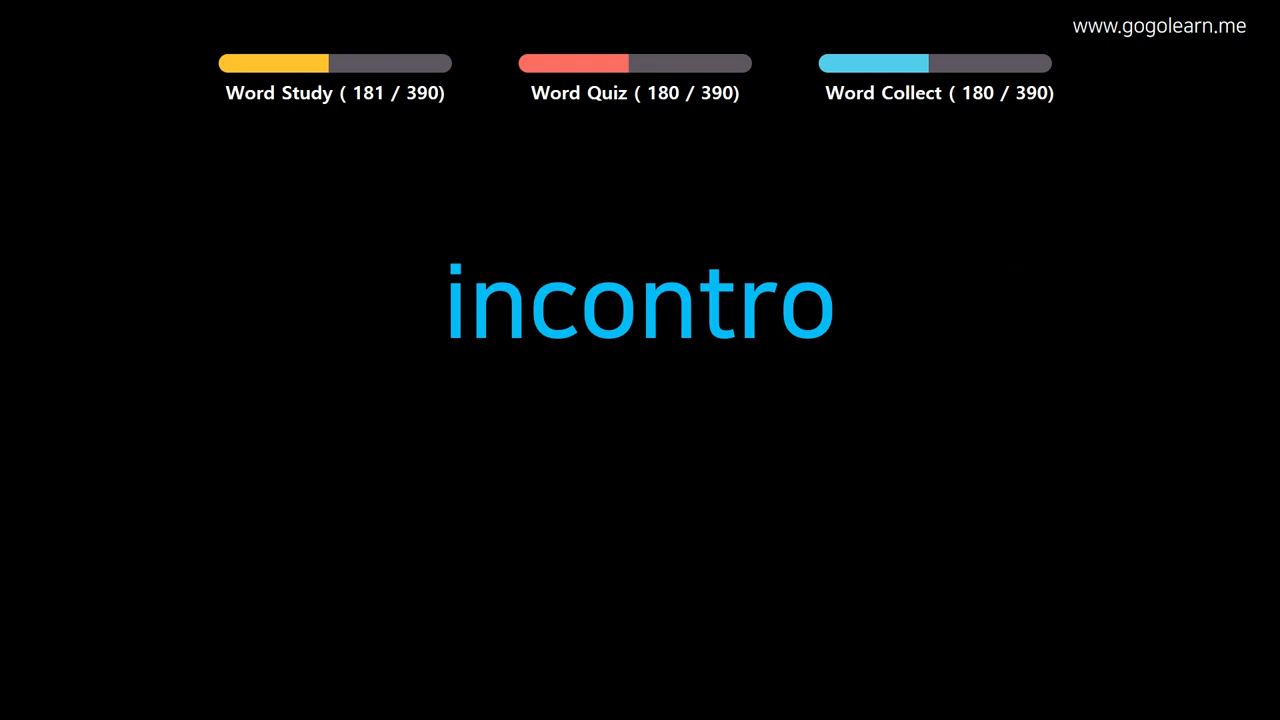 www.gogolearn.me
Word Study ( 181 / 390)
Word Quiz ( 180 / 390)
Word Collect ( 180 / 390)
incontro